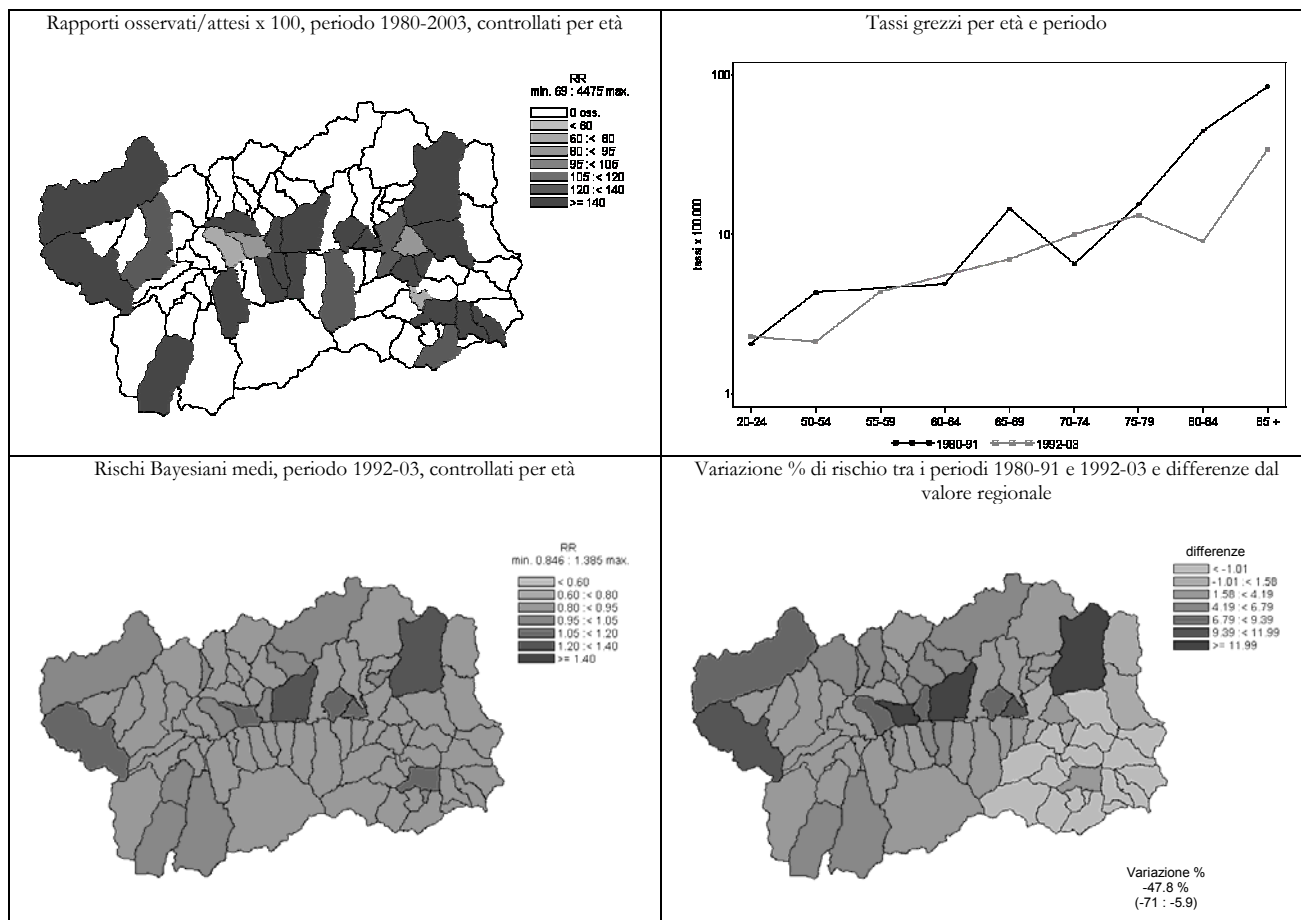 Rapporti osservati/attesi x 100, periodo 1980-2003, controllati per età
RR
min. 69 : 4475 max.
0 oss.
< 60
60 :< 80
80 :< 95
95 :< 105
105 :< 120
120 :< 140
>= 140
Tassi grezzi per età e periodo
100
10
1
tassi x 100.000
20-24
50-54
55-59
60-64
65-69
70-74
75-79
80-84
85 +
1980-91
1992-03
Rischi Bayesiani medi, periodo 1992-03, controllati per età
RR
min. 0.846 : 1.385 max.
< 0.60
0.60 :< 0.80
0.80 :< 0.95
0.95 :< 1.05
1.05 :< 1.20
1.20 :< 1.40
>= 1.40
Variazione % di rischio tra i periodi 1980-91 e 1992-03 e differenze dal
valore regionale
differenze
< -1.01
-1.01 :< 1.58
1.58 :< 4.19
4.19 :< 6.79
6.79 :< 9.39
9.39 :< 11.99
>= 11.99
Variazione %
-47.8 %
(-71 : -5.9)